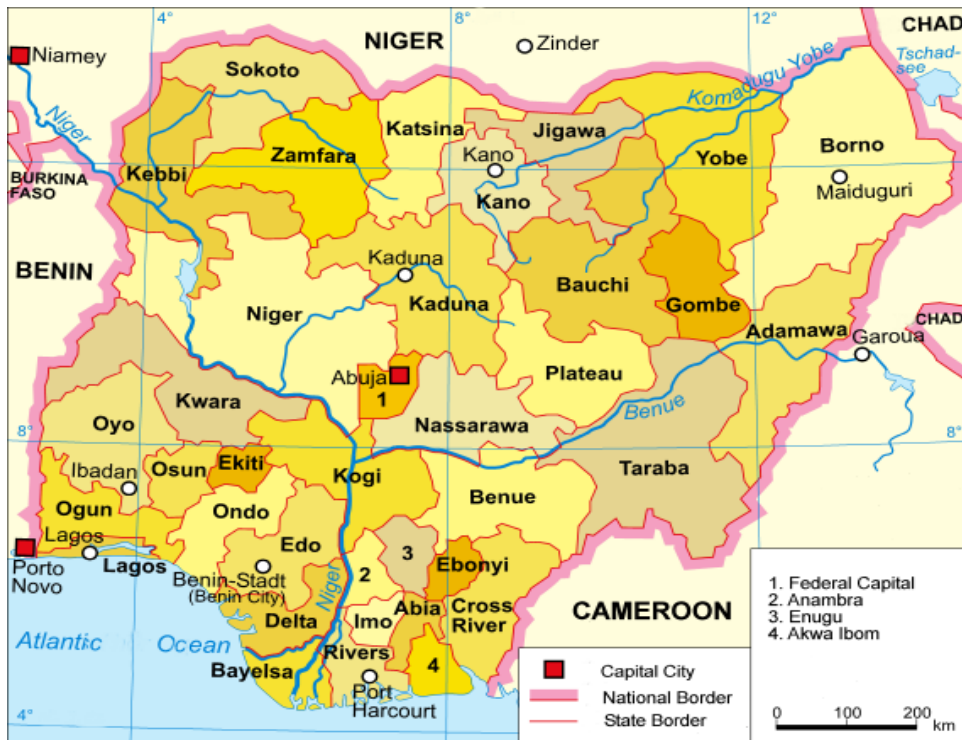 4°
8°
12°
CHAD
NIGER
Zinder
Niamey
Tschad-
see
Sokoto
Komadugu Yobe
Niger
Katsina
Jigawa
Zamfara
Kano
Yobe
Borno
BURKINA
FASO
Kebbi
Maiduguri
Kano
BENIN
Kaduna
Bauchi
Kaduna
Gombe
Niger
CHAD
Adamawa
Garoua
Abuja
Plateau
1
Kwara
Benue
Nassarawa
Oyo
8°
8°
Ibadan
Osun
Ekiti
Kogi
Taraba
Benue
Ogun
Ondo
Lagos
Edo
3
Ebonyi
Porto
Novo
Lagos
Benin-Stadt
(Benin City)
Niger
2
Abia
Cross
River
CAMEROON
Delta
Imo
Atlantic Ocean
Rivers
Bayelsa
4
Port
Harcourt
4°
1. Federal Capital
2. Anambra
3. Enugu
4. Akwa Ibom
Capital City
National Border
State Border
0 100 200
km